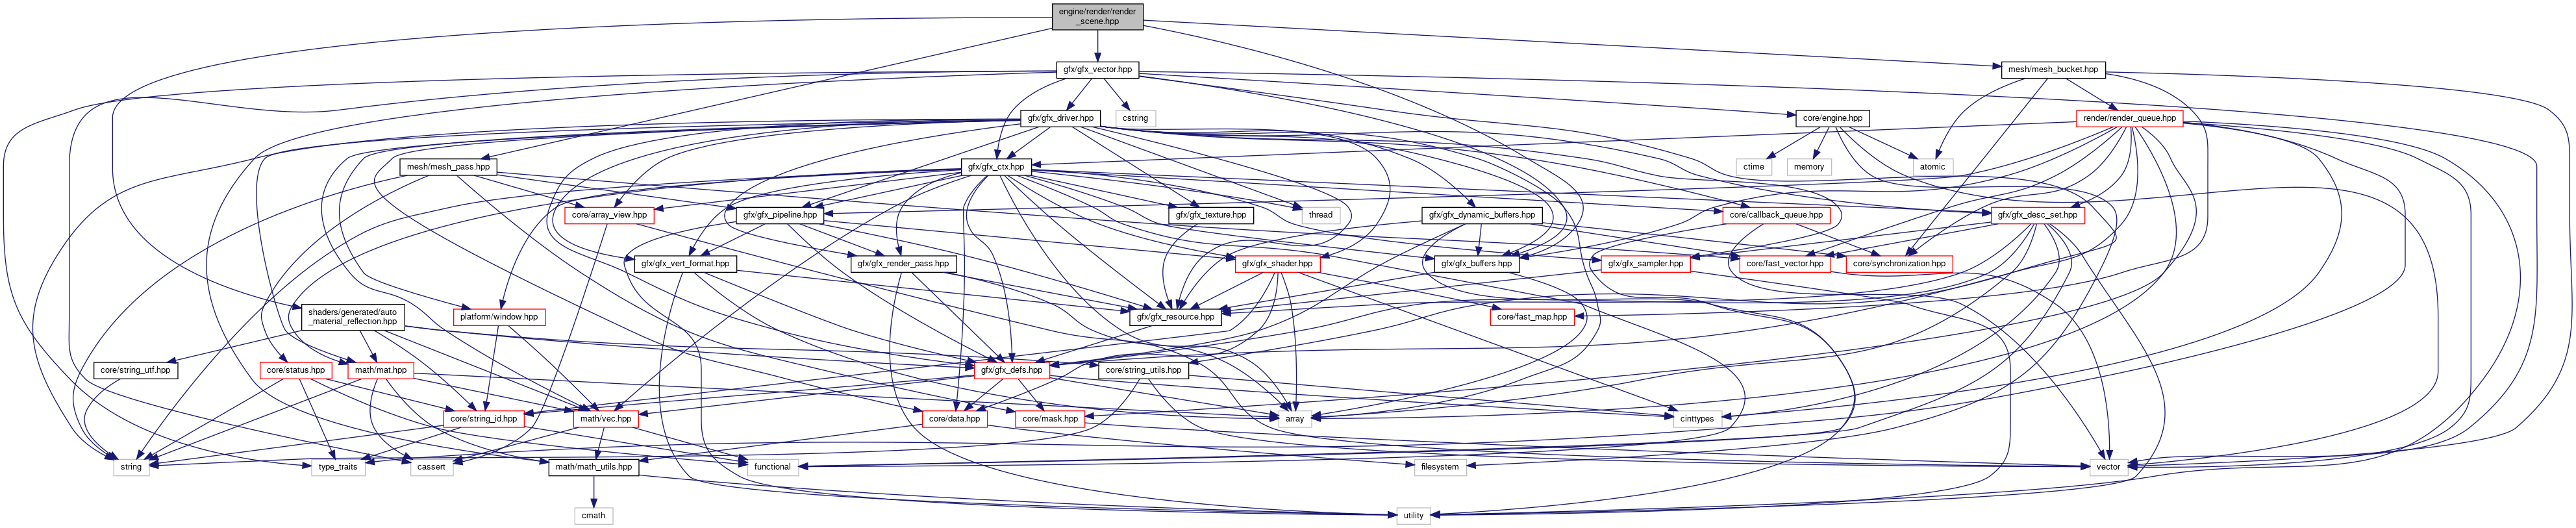 engine/render/render
_scene.hpp
gfx/gfx_vector.hpp
mesh/mesh_bucket.hpp
gfx/gfx_driver.hpp
cstring
core/engine.hpp
render/render_queue.hpp
mesh/mesh_pass.hpp
gfx/gfx_ctx.hpp
ctime
memory
atomic
core/array_view.hpp
gfx/gfx_pipeline.hpp
gfx/gfx_texture.hpp
thread
gfx/gfx_dynamic_buffers.hpp
core/callback_queue.hpp
gfx/gfx_desc_set.hpp
gfx/gfx_vert_format.hpp
gfx/gfx_render_pass.hpp
gfx/gfx_shader.hpp
gfx/gfx_buffers.hpp
gfx/gfx_sampler.hpp
core/fast_vector.hpp
core/synchronization.hpp
shaders/generated/auto
_material_reflection.hpp
platform/window.hpp
gfx/gfx_resource.hpp
core/fast_map.hpp
core/string_utf.hpp
core/status.hpp
math/mat.hpp
gfx/gfx_defs.hpp
core/string_utils.hpp
core/string_id.hpp
math/vec.hpp
core/data.hpp
core/mask.hpp
array
cinttypes
string
type_traits
cassert
math/math_utils.hpp
functional
filesystem
vector
cmath
utility